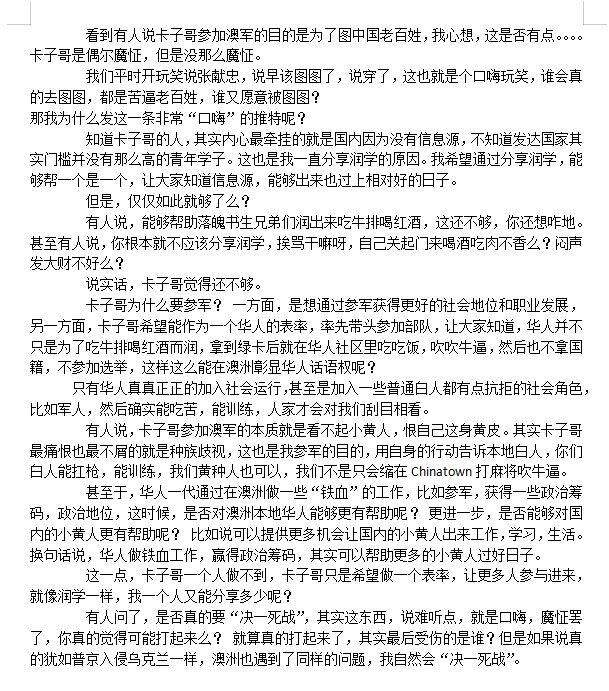 看到有人说卡子哥参加澳军的目的是为了图中国老百姓，我心想，这是否有点。。。。
卡子哥是偶尔魔怔，但是没那么魔怔。
我们平时开玩笑说张献忠，说早该图图了，说穿了，这也就是个口嗨玩笑，谁会真
的去图图，都是苦逼老百姓，谁又愿意被图图？
那我为什么发这一条非常“口嗨”的推特呢？
知道卡子哥的人，其实内心最牵挂的就是国内因为没有信息源，不知道发达国家其
实门槛并没有那么高的青年学子。这也是我一直分享润学的原因。我希望通过分享润学，能
够帮一个是一个，让大家知道信息源，能够出来也过上相对好的日子。
但是，仅仅如此就够了么？
有人说，能够帮助落魄书生兄弟们润出来吃牛排喝红酒，这还不够，你还想咋地。
甚至有人说，你根本就不应该分享润学，挨骂干嘛呀，自己关起门来喝酒吃肉不香么？闷声
发大财不好么？
说实话，卡子哥觉得还不够。
卡子哥为什么要参军？ 一方面，是想通过参军获得更好的社会地位和职业发展，
另一方面，卡子哥希望能作为一个华人的表率，率先带头参加部队，让大家知道，华人并不
只是为了吃牛排喝红酒而润，拿到绿卡后就在华人社区里吃吃饭，吹吹牛逼，然后也不拿国
籍，不参加选举，这样这么能在澳洲彰显华人话语权呢？
只有华人真真正正的加入社会运行，甚至是加入一些普通白人都有点抗拒的社会角色，
比如军人，然后确实能吃苦，能训练，人家才会对我们刮目相看。
有人说，卡子哥参加澳军的本质就是看不起小黄人，恨自己这身黄皮。其实卡子哥
最痛恨也最不屑的就是种族歧视，这也是我参军的目的，用自身的行动告诉本地白人，你们
白人能扛枪，能训练，我们黄种人也可以，我们不是只会缩在 Chinatown 打麻将吹牛逼。
甚至于，华人一代通过在澳洲做一些“铁血”的工作，比如参军，获得一些政治筹
码，政治地位，这时候，是否对澳洲本地华人能够更有帮助呢？ 更进一步，是否能够对国
内的小黄人更有帮助呢？ 比如说可以提供更多机会让国内的小黄人出来工作，学习，生活。
换句话说，华人做铁血工作，赢得政治筹码，其实可以帮助更多的小黄人过好日子。
这一点，卡子哥一个人做不到，卡子哥只是希望做一个表率，让更多人参与进来，
就像润学一样，我一个人又能分享多少呢？
有人问了，是否真的要“决一死战”，其实这东西，说难听点，就是口嗨，魔怔罢
了，你真的觉得可能打起来么？ 就算真的打起来了，其实最后受伤的是谁？但是如果说真
的犹如普京入侵乌克兰一样，澳洲也遇到了同样的问题，我自然会“决一死战”。